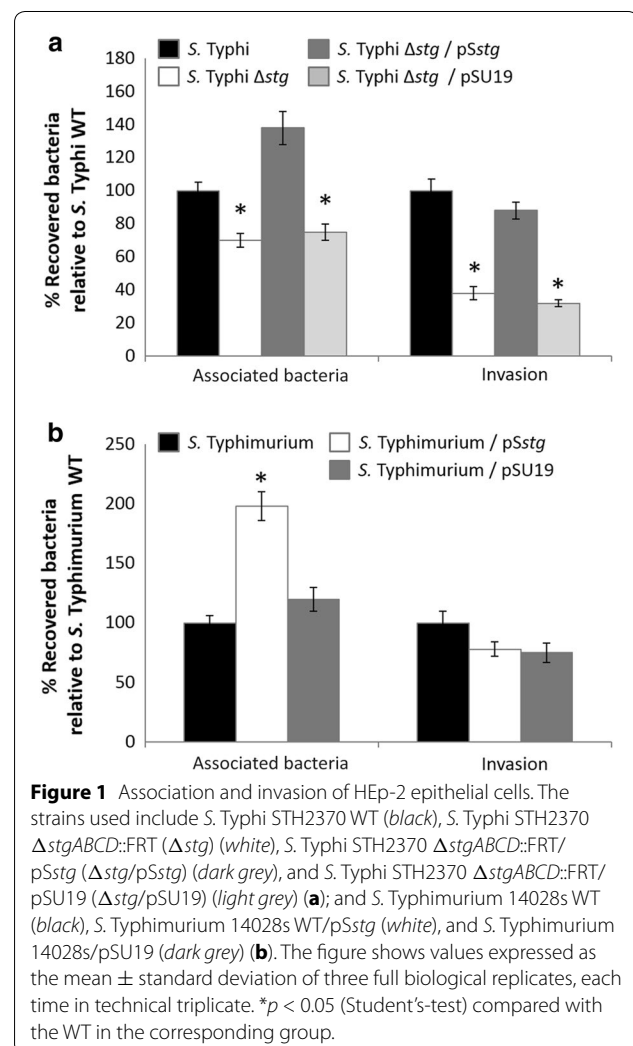 a
S. Typhi
S. Typhi Δstg / pSstg
S. Typhi Δstg
S. Typhi Δstg / pSU19
% Recovered bacteria
relative to S. Typhi WT
180
160
140
120
100
80
60
40
20
0
*
*
*
*
Associated bacteria
Invasion
b
S. Typhimurium
S. Typhimurium / pSstg
S. Typhimurium / pSU19
% Recovered bacteria
relative to S. Typhimurium WT
250
200
150
100
50
0
*
Associated bacteria
Invasion
Figure 1 Association and invasion of HEp-2 epithelial cells. The
strains used include S. Typhi STH2370 WT (black), S. Typhi STH2370
ΔstgABCD::FRT (Δstg) (white), S. Typhi STH2370 ΔstgABCD::FRT/
pSstg (Δstg/pSstg) (dark grey), and S. Typhi STH2370 ΔstgABCD::FRT/
pSU19 (Δstg/pSU19) (light grey) (a); and S. Typhimurium 14028s WT
(black), S. Typhimurium 14028s WT/pSstg (white), and S. Typhimurium
14028s/pSU19 (dark grey) (b). The figure shows values expressed as
the mean ± standard deviation of three full biological replicates, each
time in technical triplicate. *p < 0.05 (Student's-test) compared with
the WT in the corresponding group.